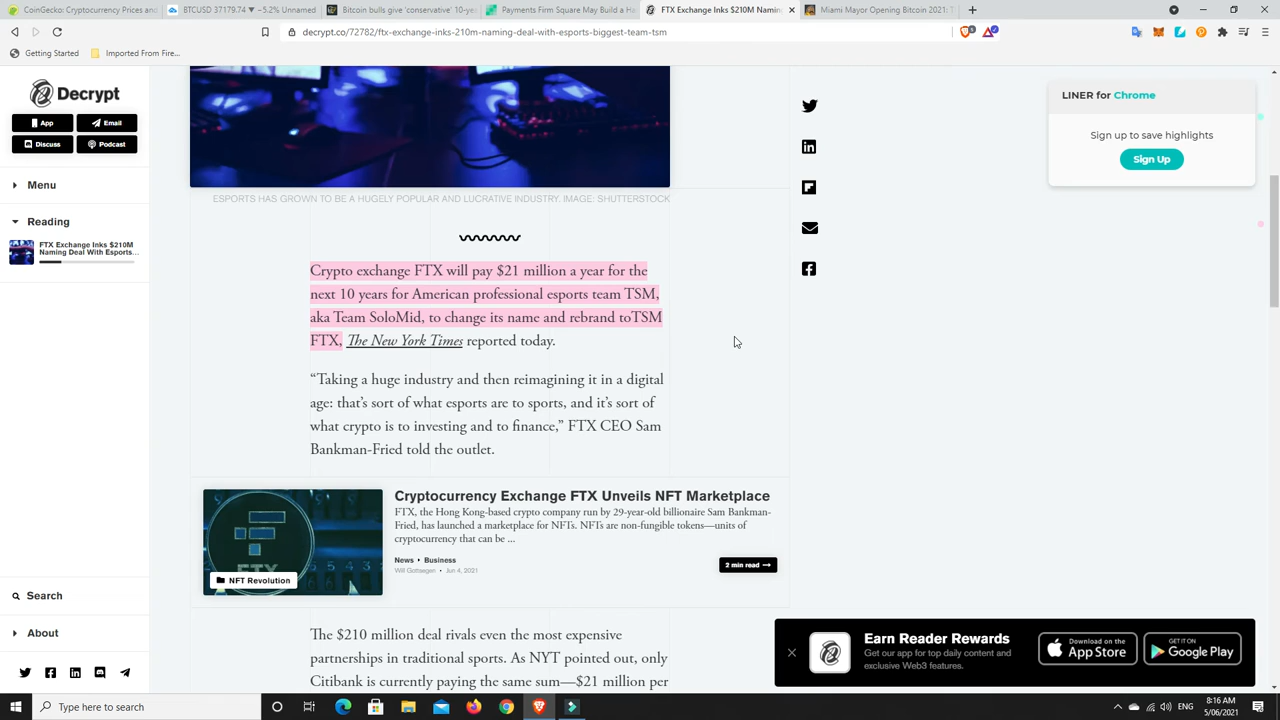 CoinGecko: Cryptocurrency Prices and
BTCUSD 37179.74 ▼ −5.2% Unnamed
Bitcoin bulls give 'conservative' 10-ye
Payments Firm Square May Build a Ha
FTX Exchange Inks $210M Namin
Miami Mayor Opening Bitcoin 2021:
decrypt.co/72782/ftx-exchange-inks-210m-naming-deal-with-esports-biggest-team-tsm
Getting Started
Imported From Fire...
Decrypt
App
Email
Discuss
Podcast
Menu
Reading
FTX Exchange Inks $210M
Naming Deal With Esports...
Search
About
ESPORTS HAS GROWN TO BE A HUGELY POPULAR AND LUCRATIVE INDUSTRY. IMAGE: SHUTTERSTOCK
Crypto exchange FTX will pay $21 million a year for the
next 10 years for American professional esports team TSM,
aka Team SoloMid, to change its name and rebrand toTSM
FTX, The New York Times reported today.
“Taking a huge industry and then reimagining it in a digital
age: that’s sort of what esports are to sports, and it’s sort of
what crypto is to investing and to finance,” FTX CEO Sam
Bankman-Fried told the outlet.
FTX
NFT Revolution
Cryptocurrency Exchange FTX Unveils NFT Marketplace
FTX, the Hong Kong-based crypto company run by 29-year-old billionaire Sam Bankman-
Fried, has launched a marketplace for NFTs. NFTs are non-fungible tokens—units of
cryptocurrency that can be ...
News • Business
Will Gottsegen • Jun 4, 2021
2 min read
The $210 million deal rivals even the most expensive
partnerships in traditional sports. As NYT pointed out, only
Citibank is currently paying the same sum—$21 million per
LINER for Chrome
Sign up to save highlights
Sign Up
Earn Reader Rewards
Get our app for top daily content and
exclusive Web3 features.
Download on the
App Store
GET IT ON
Google Play
Type here to search
ENG
8:16 AM
5/06/2021